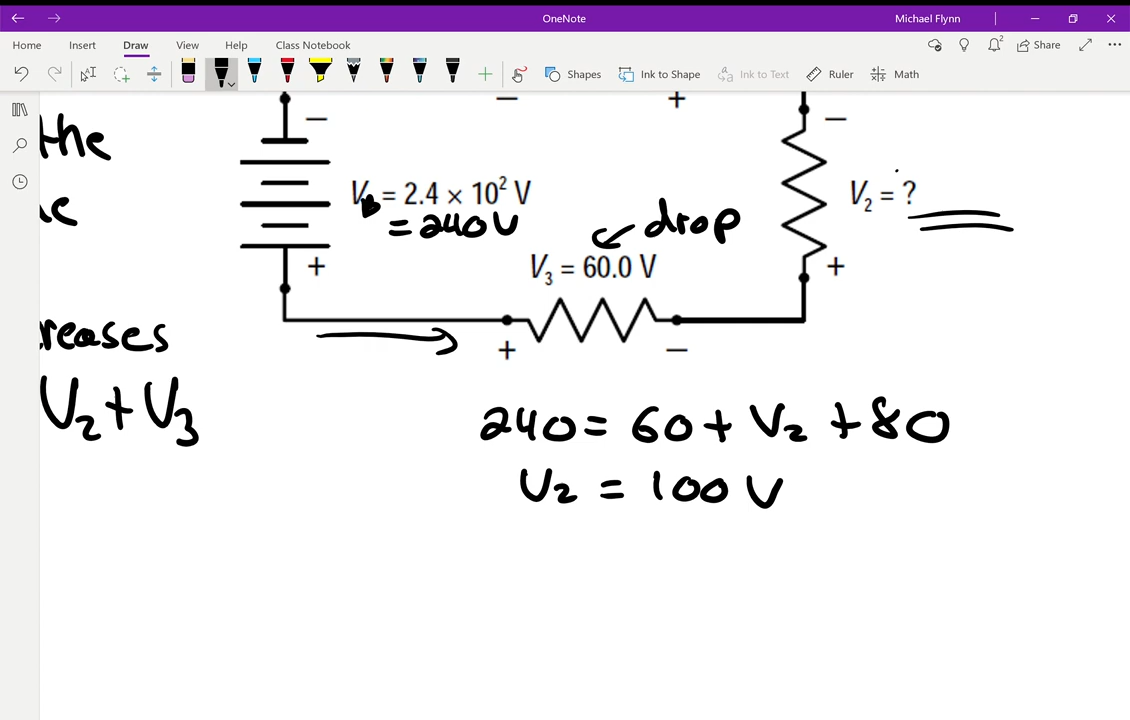 OneNote
Michael Flynn
Home Insert Draw View Help Class Notebook
2 Share
Shapes Ink to Shape Ink to Text Ruler Math
the
− +
− −
V = 2.4 × 10² V
= 240V
V₂ = ?
drop
+ +
V₃ = 60.0 V
reases
+ −
V₂ + V₃
240 = 60 + V₂ + 80
V₂ = 100 V